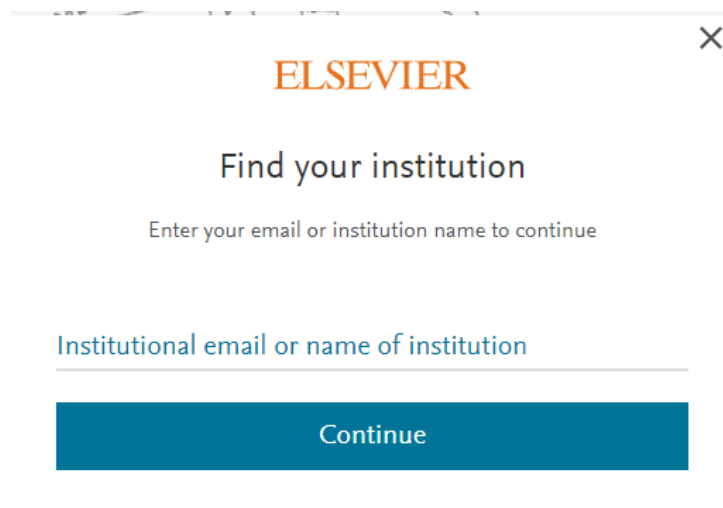 ELSEVIER
Find your institution
Enter your email or institution name to continue
Institutional email or name of institution
Continue